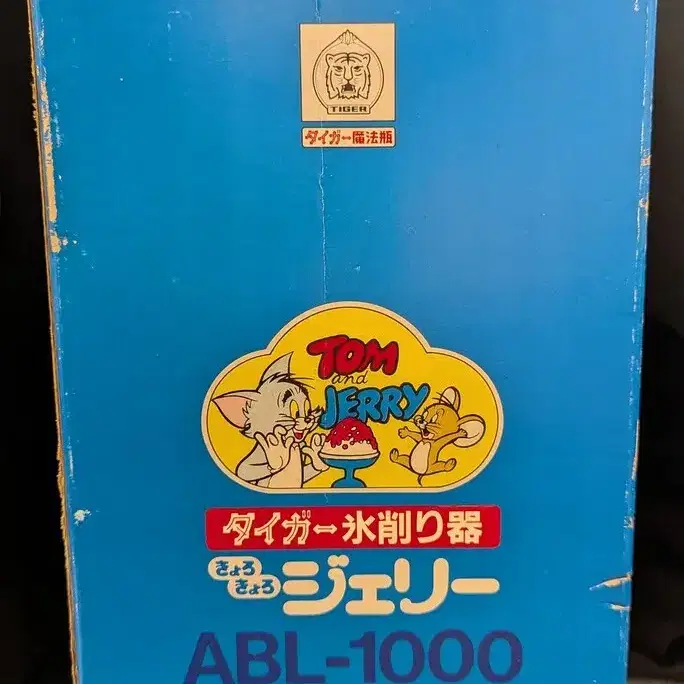 TIGER
タイガー魔法瓶
TOM
and
JERRY
タイガー氷削り器
きょろ
きょろ
ジェリー
ABL-1000